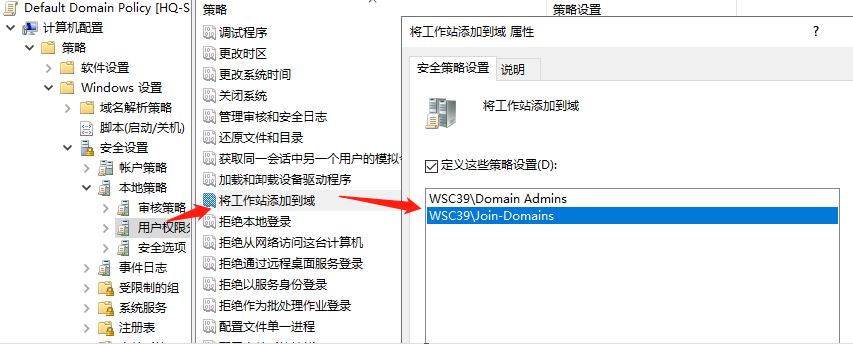 Default Domain Policy [HQ-S
计算机配置
策略
软件设置
Windows 设置
域名解析策略
脚本(启动/关机)
安全设置
帐户策略
本地策略
审核策略
用户权限分
安全选项
事件日志
受限制的组
系统服务
注册表
策略
策略设置
调试程序
更改时区
更改系统时间
关闭系统
管理审核和安全日志
还原文件和目录
获取同一会话中另一个用户的模拟令
加载和卸载设备驱动程序
将工作站添加到域
拒绝本地登录
拒绝从网络访问这台计算机
拒绝通过远程桌面服务登录
拒绝以服务身份登录
拒绝作为批处理作业登录
配置文件单一进程
将工作站添加到域 属性
?
安全策略设置
说明
将工作站添加到域
定义这些策略设置(D):
WSC39\Domain Admins
WSC39\Join-Domains